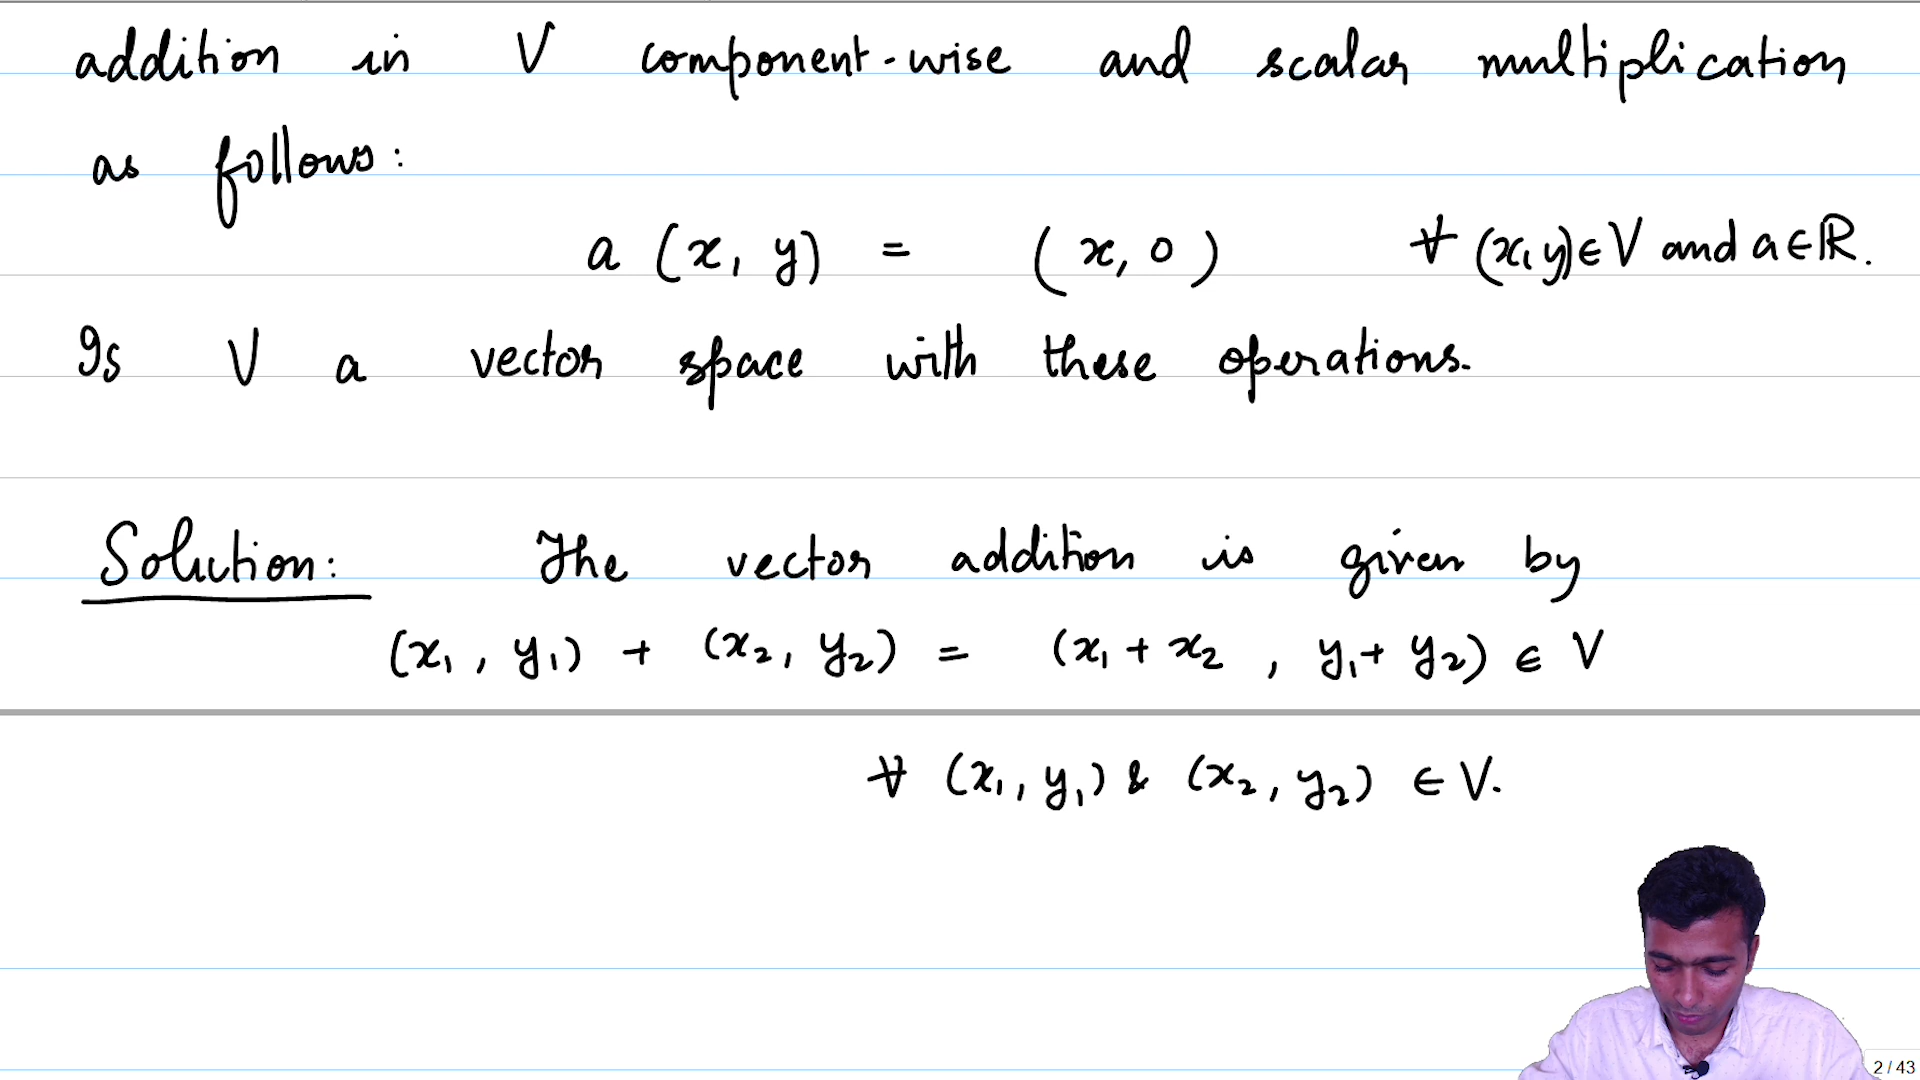 addition in V component-wise and scalar multiplication
as follows:
a (x, y) = (x, 0) ∀ (x, y) ∈ V and a ∈ ℝ.
Is V a vector space with these operations.
Solution: The vector addition is given by
(x₁, y₁) + (x₂, y₂) = (x₁ + x₂, y₁ + y₂) ∈ V
∀ (x₁, y₁) & (x₂, y₂) ∈ V.
2 / 43